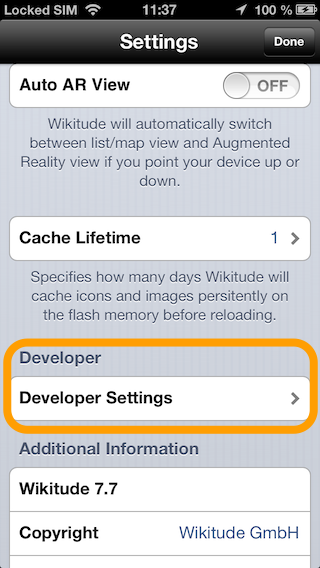 Locked SIM 11:37 100 %
Settings Done
Auto AR View OFF
Wikitude will automatically switch
between list/map view and Augmented
Reality view if you point your device up or
down.
Cache Lifetime 1
Specifies how many days Wikitude will
cache icons and images persitently on
the flash memory before reloading.
Developer
Developer Settings
Additional Information
Wikitude 7.7
Copyright Wikitude GmbH